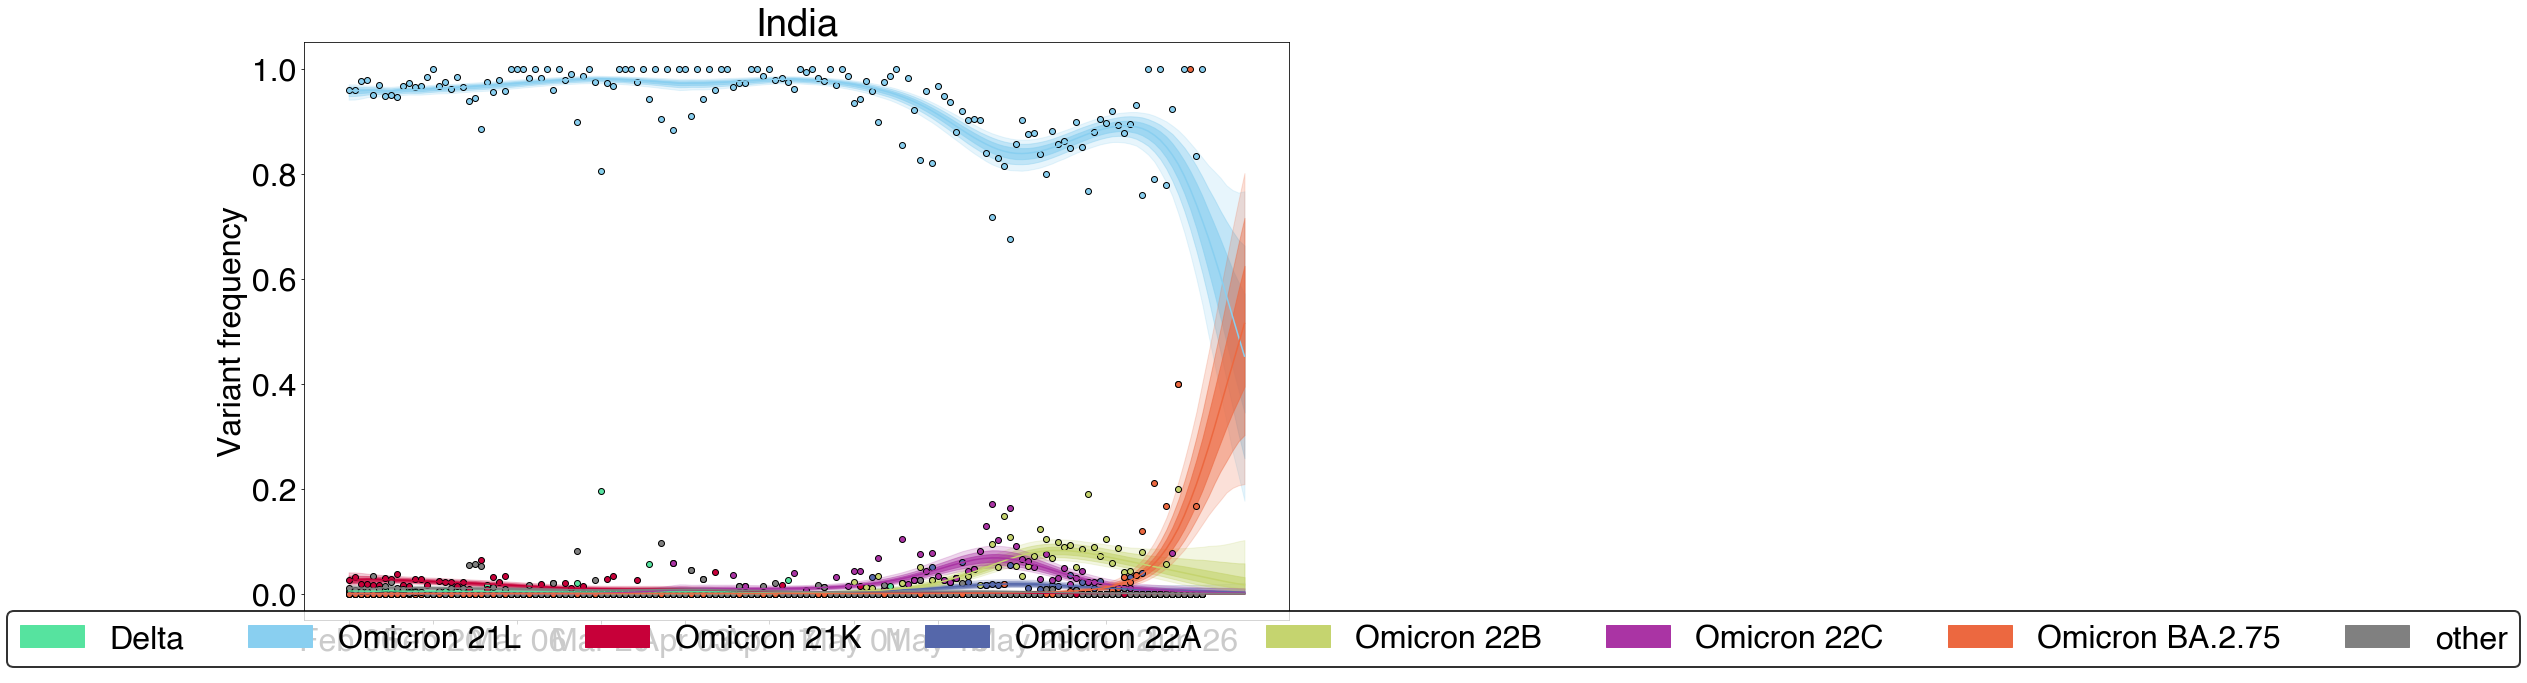 India
1.0
0.8
0.6
0.4
0.2
0.0
Variant frequency
Delta
Omicron 21L
Omicron 21K
Omicron 22A
Omicron 22B
Omicron 22C
Omicron BA.2.75
other